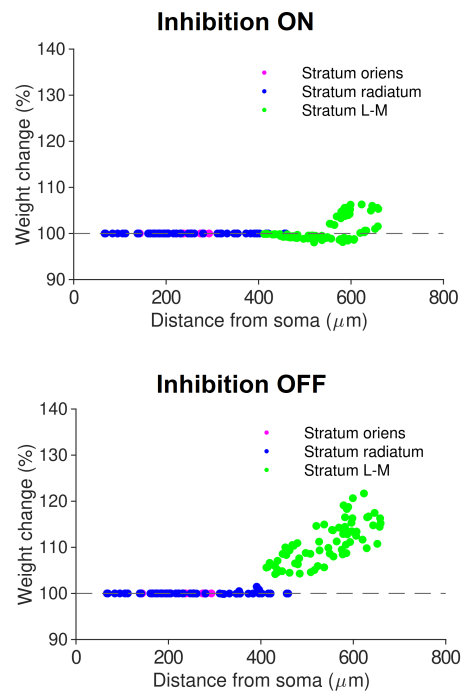 Inhibition ON
140
130
120
110
100
90
Weight change (%)
Stratum oriens
Stratum radiatum
Stratum L-M
0
200
400
600
800
Distance from soma (μm)
Inhibition OFF
140
130
120
110
100
90
Weight change (%)
Stratum oriens
Stratum radiatum
Stratum L-M
0
200
400
600
800
Distance from soma (μm)